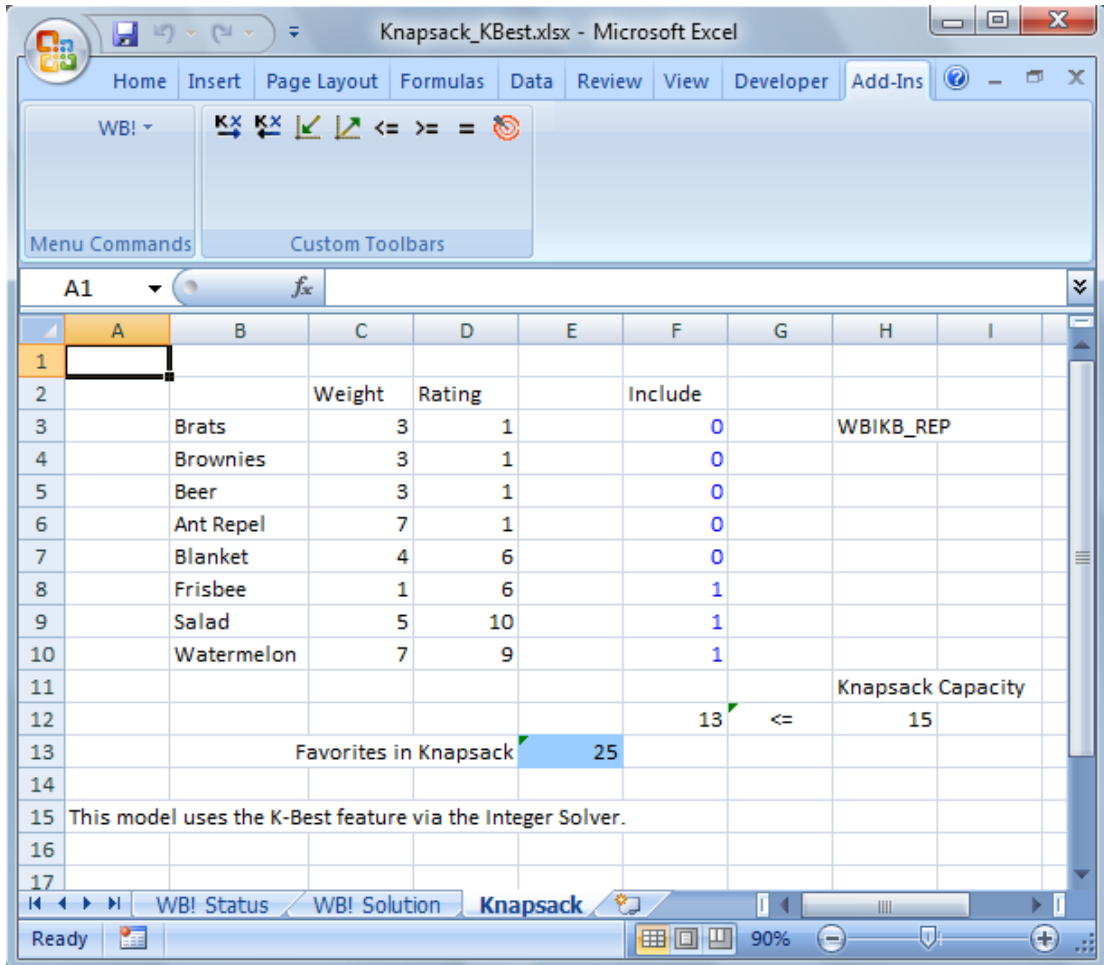 Knapsack_KBest.xlsx - Microsoft Excel
Home Insert Page Layout Formulas Data Review View Developer Add-Ins
WB! KX KX <= >= =
Menu Commands Custom Toolbars
A1 fx
A B C D E F G H I
1
2 Weight Rating Include
3 Brats 3 1 0 WBIKB_REP
4 Brownies 3 1 0
5 Beer 3 1 0
6 Ant Repel 7 1 0
7 Blanket 4 6 0
8 Frisbee 1 6 1
9 Salad 5 10 1
10 Watermelon 7 9 1
11 Knapsack Capacity
12 13 <= 15
13 Favorites in Knapsack 25
14
15 This model uses the K-Best feature via the Integer Solver.
16
17
WB! Status WB! Solution Knapsack
Ready 90%